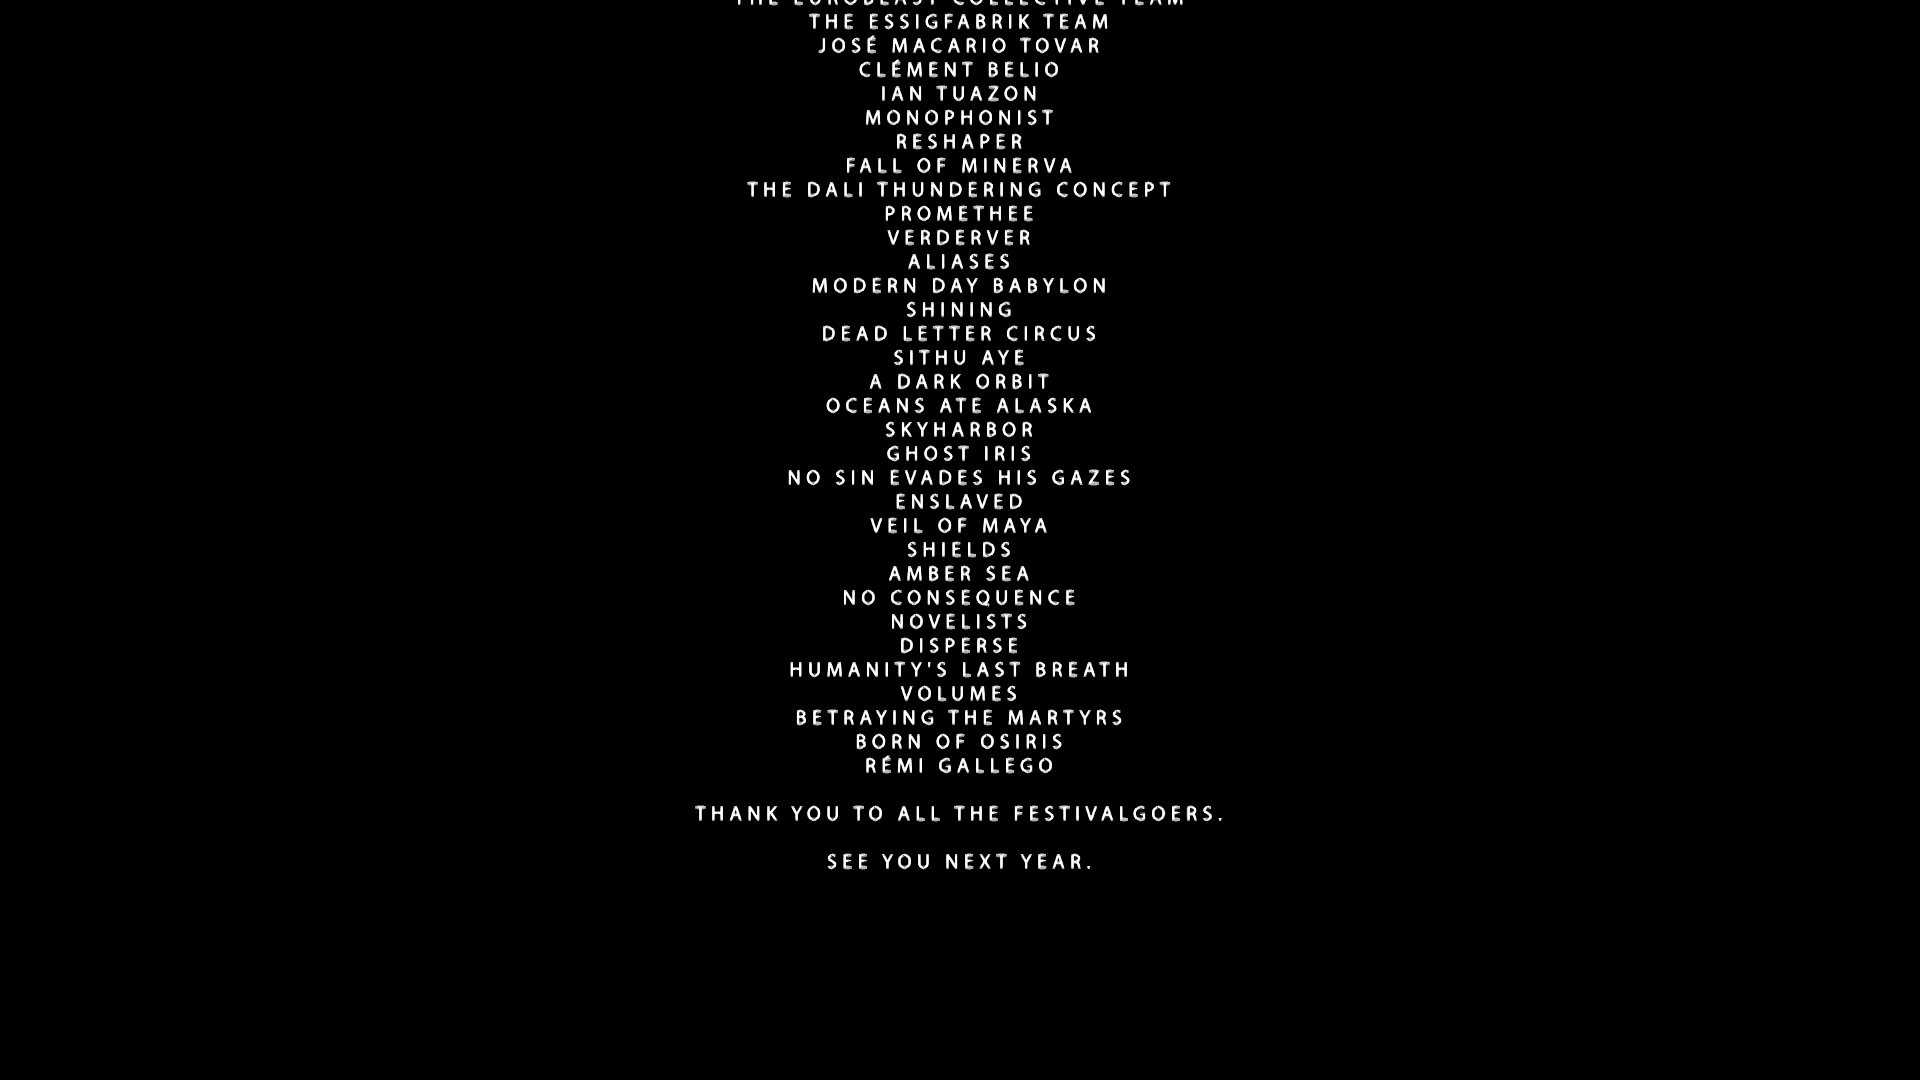 THE EUROBLAST COLLECTIVE TEAM
THE ESSIGFABRIK TEAM
JOSÉ MACARIO TOVAR
CLÉMENT BELIO
IAN TUAZON
MONOPHONIST
RESHAPER
FALL OF MINERVA
THE DALI THUNDERING CONCEPT
PROMETHEE
VERDERVER
ALIASES
MODERN DAY BABYLON
SHINING
DEAD LETTER CIRCUS
SITHU AYE
A DARK ORBIT
OCEANS ATE ALASKA
SKYHARBOR
GHOST IRIS
NO SIN EVADES HIS GAZES
ENSLAVED
VEIL OF MAYA
SHIELDS
AMBER SEA
NO CONSEQUENCE
NOVELISTS
DISPERSE
HUMANITY'S LAST BREATH
VOLUMES
BETRAYING THE MARTYRS
BORN OF OSIRIS
RÉMI GALLEGO
THANK YOU TO ALL THE FESTIVALGOERS.
SEE YOU NEXT YEAR.